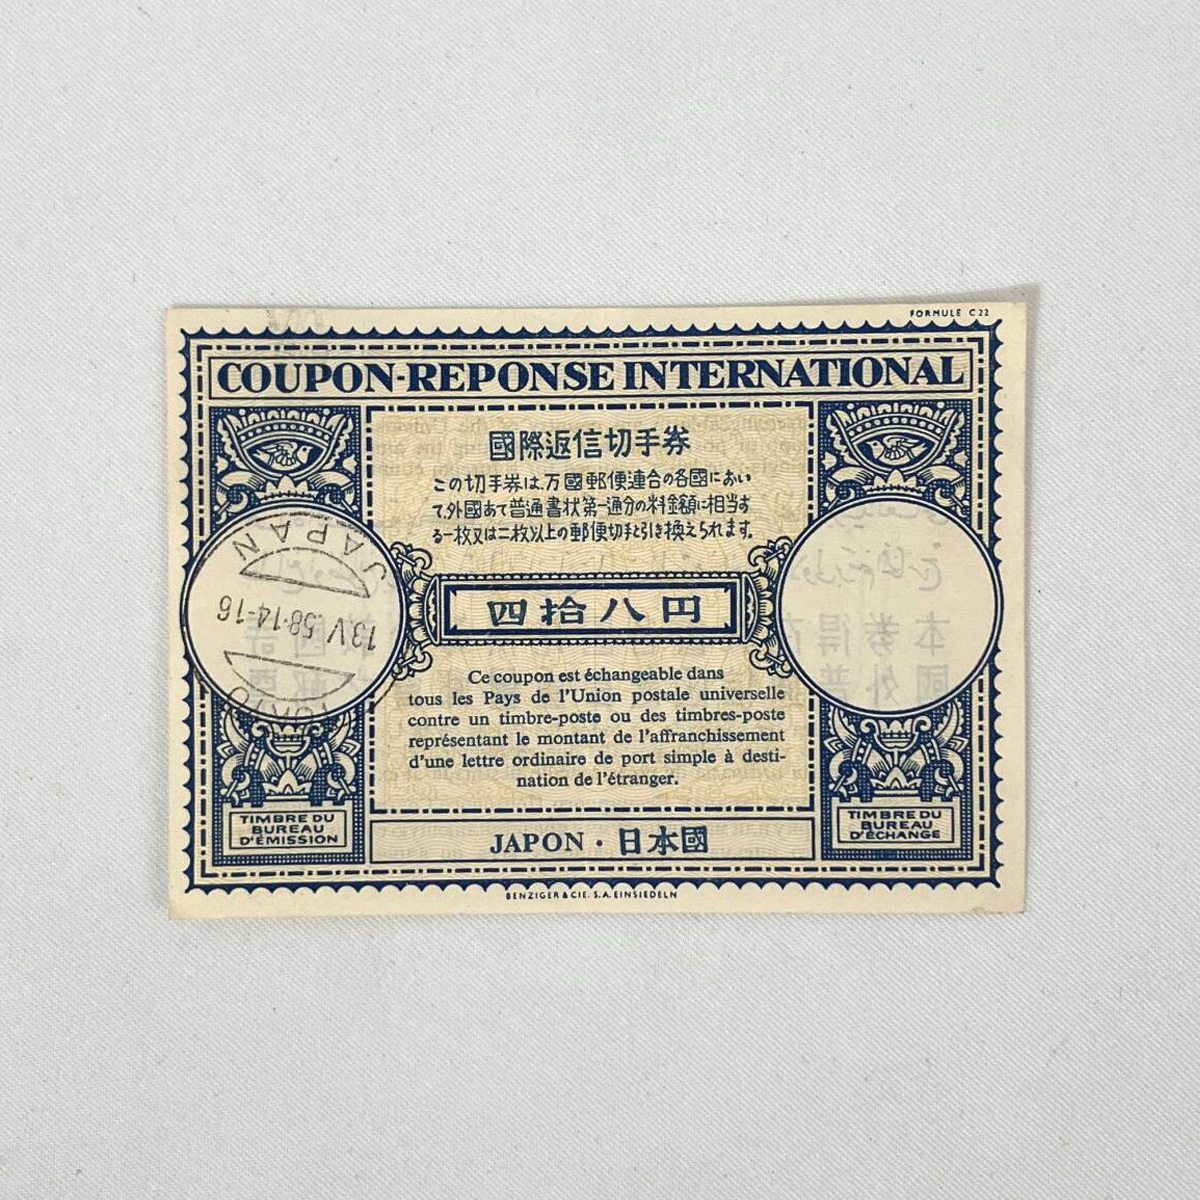 FORMULE C22
COUPON-REPONSE INTERNATIONAL
國際返信切手券
この切手券は、万國郵便連合の各國におい
て、外國あて普通書状第一通分の料金額に相当す
る一枚又は二枚以上の郵便切手と引き換えられます。
四拾八円
Ce coupon est échangeable dans
tous les Pays de l'Union postale universelle
contre un timbre-poste ou des timbres-poste
représentant le montant de l'affranchissement
d'une lettre ordinaire de port simple à desti-
nation de l'étranger.
JAPAN
13.V.58.14-16
TOKYO
TIMBRE DU
BUREAU
D'ÉMISSION
TIMBRE DU
BUREAU
D'ÉCHANGE
JAPON · 日本國
BENZIGER & CIE. S.A. EINSIEDELN